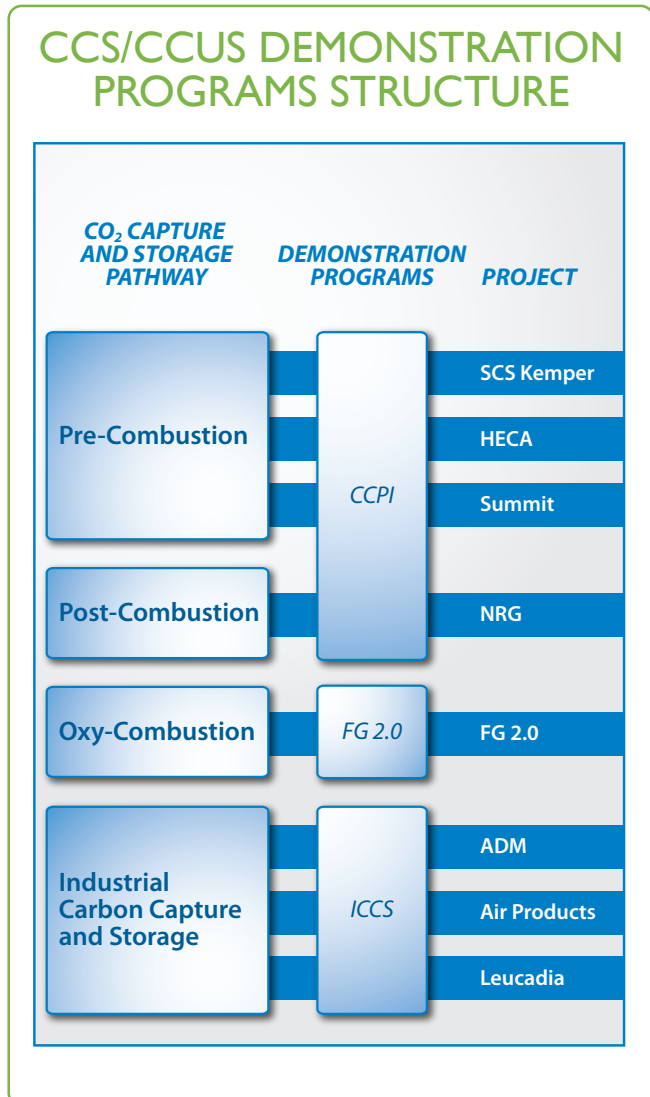 CCS/CCUS DEMONSTRATION
PROGRAMS STRUCTURE
CO₂ CAPTURE
AND STORAGE
PATHWAY
DEMONSTRATION
PROGRAMS
PROJECT
Pre-Combustion
CCPI
SCS Kemper
HECA
Summit
Post-Combustion
NRG
Oxy-Combustion
FG 2.0
FG 2.0
Industrial
Carbon Capture
and Storage
ICCS
ADM
Air Products
Leucadia